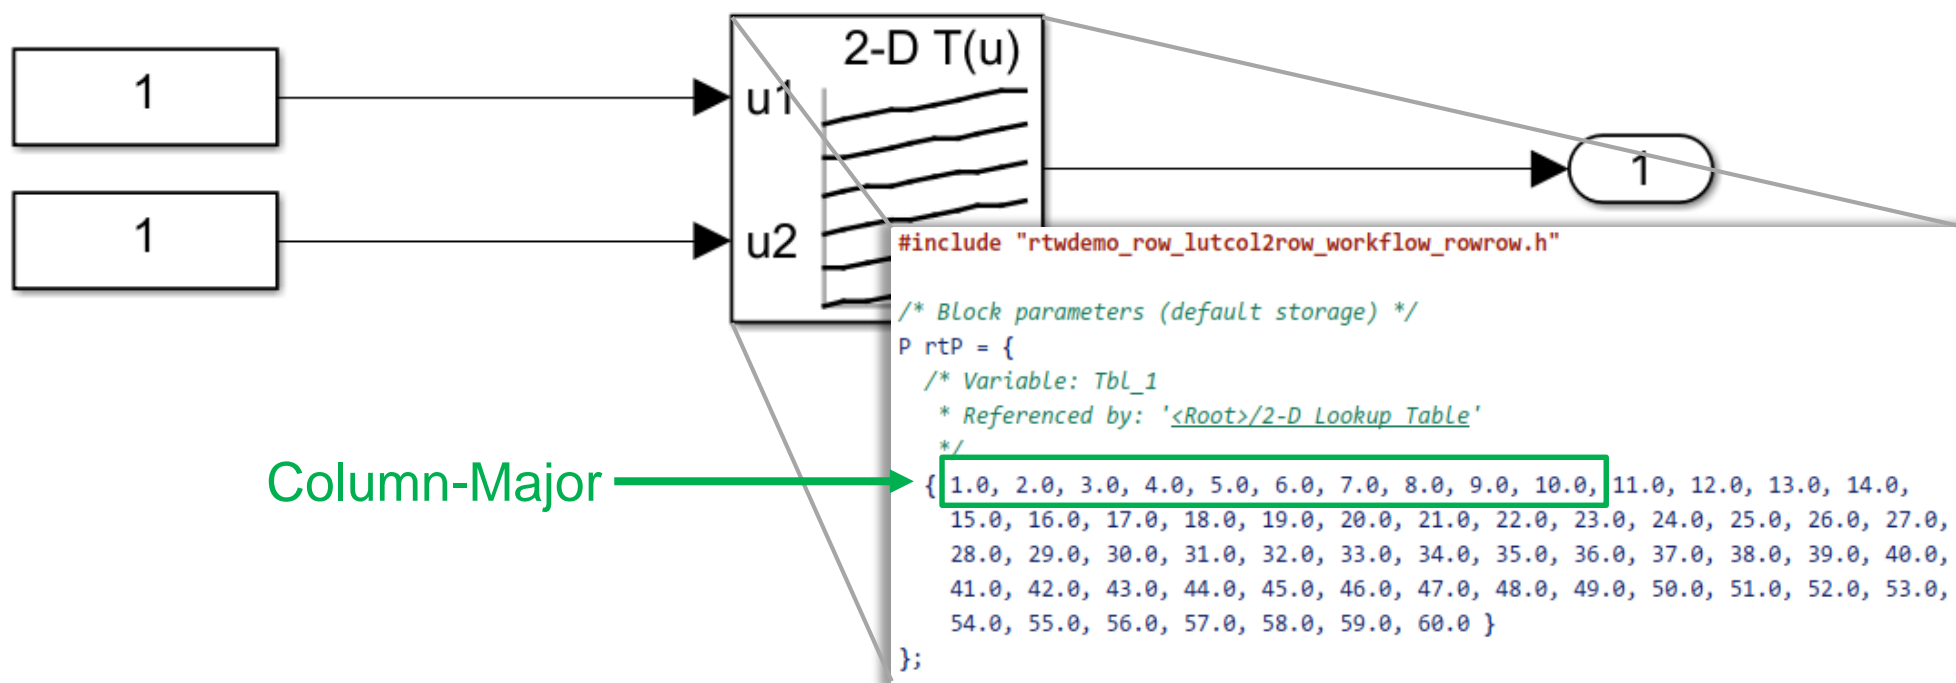 1
1
2-D T(u)
u1
u2
1
#include "rtwdemo_row_lutcol2row_workflow_rowrow.h"
/* Block parameters (default storage) */
P rtP = {
/* Variable: Tbl_1
* Referenced by: '<Root>/2-D Lookup Table'
*/
Column-Major
{ 1.0, 2.0, 3.0, 4.0, 5.0, 6.0, 7.0, 8.0, 9.0, 10.0, 11.0, 12.0, 13.0, 14.0,
15.0, 16.0, 17.0, 18.0, 19.0, 20.0, 21.0, 22.0, 23.0, 24.0, 25.0, 26.0, 27.0,
28.0, 29.0, 30.0, 31.0, 32.0, 33.0, 34.0, 35.0, 36.0, 37.0, 38.0, 39.0, 40.0,
41.0, 42.0, 43.0, 44.0, 45.0, 46.0, 47.0, 48.0, 49.0, 50.0, 51.0, 52.0, 53.0,
54.0, 55.0, 56.0, 57.0, 58.0, 59.0, 60.0 }
};